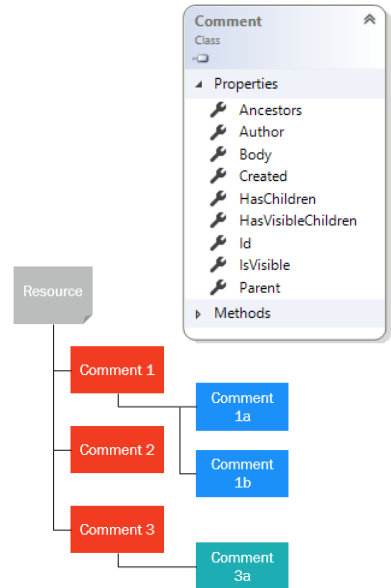 Comment
Class
Properties
Ancestors
Author
Body
Created
HasChildren
HasVisibleChildren
Id
IsVisible
Parent
Methods
Resource
Comment 1
Comment
1a
Comment 2
Comment
1b
Comment 3
Comment
3a